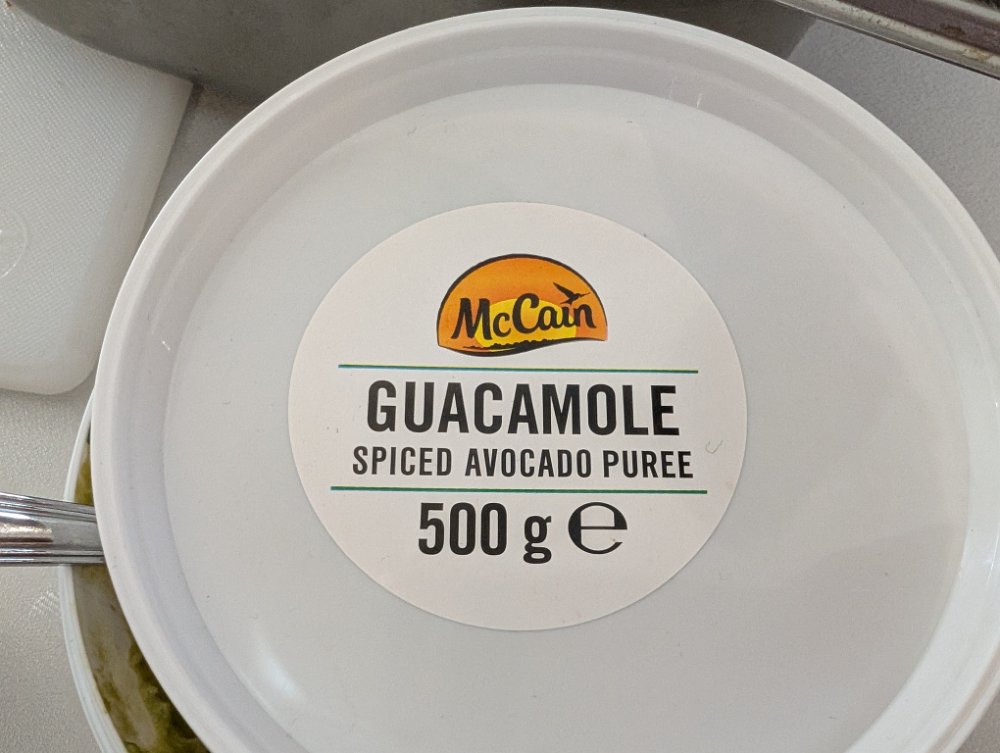 McCain
GUACAMOLE
SPICED AVOCADO PUREE
500 g ℮